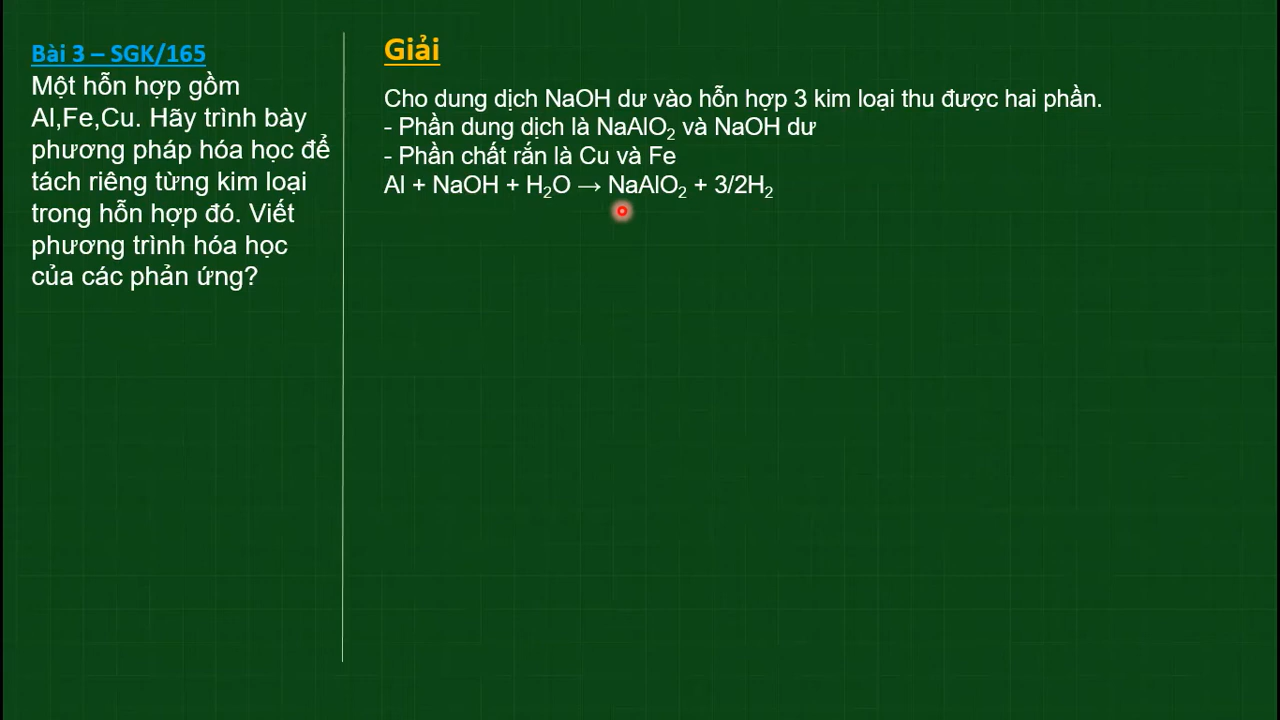 Bài 3 – SGK/165
Một hỗn hợp gồm
Al,Fe,Cu. Hãy trình bày
phương pháp hóa học để
tách riêng từng kim loại
trong hỗn hợp đó. Viết
phương trình hóa học
của các phản ứng?
Giải
Cho dung dịch NaOH dư vào hỗn hợp 3 kim loại thu được hai phần.
- Phần dung dịch là NaAlO₂ và NaOH dư
- Phần chất rắn là Cu và Fe
Al + NaOH + H₂O → NaAlO₂ + 3/2H₂